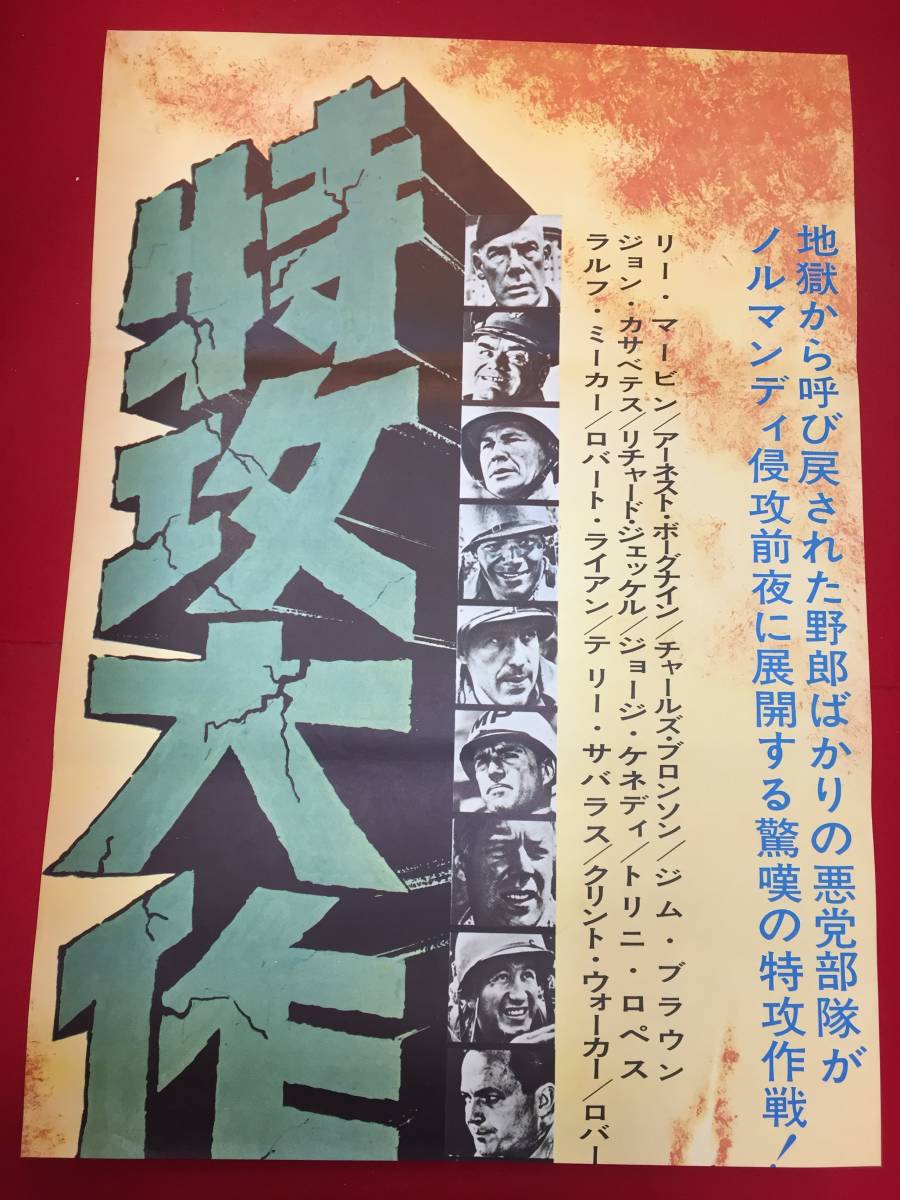 地獄から呼び戻された野郎ばかりの悪党部隊が
ノルマンディ侵攻前夜に展開する驚嘆の特攻作戦!
リー・マービン/アーネスト・ボーグナイン/チャールズ・ブロンソン/ジム・ブラウン
ジョン・カサベテス/リチャード・ジェッケル/ジョージ・ケネディ/トリニ・ロペス
ラルフ・ミーカー/ロバート・ライアン/テリー・サバラス/クリント・ウォーカー/ロバー
MP
特攻大作